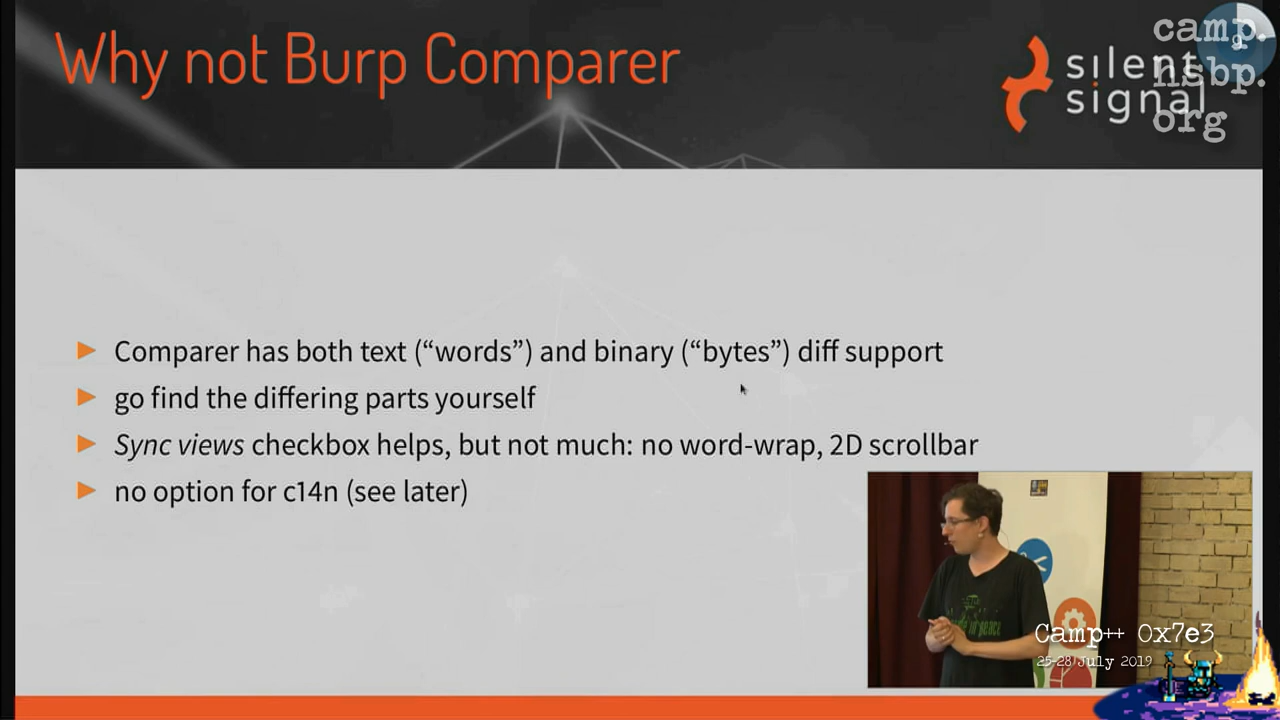 Why not Burp Comparer
silent
signal
camp.
hsbp.
org
9
Comparer has both text (“words”) and binary (“bytes”) diff support
go find the differing parts yourself
Sync views checkbox helps, but not much: no word-wrap, 2D scrollbar
no option for c14n (see later)
Camp++ 0x7e3
25-28 July 2019